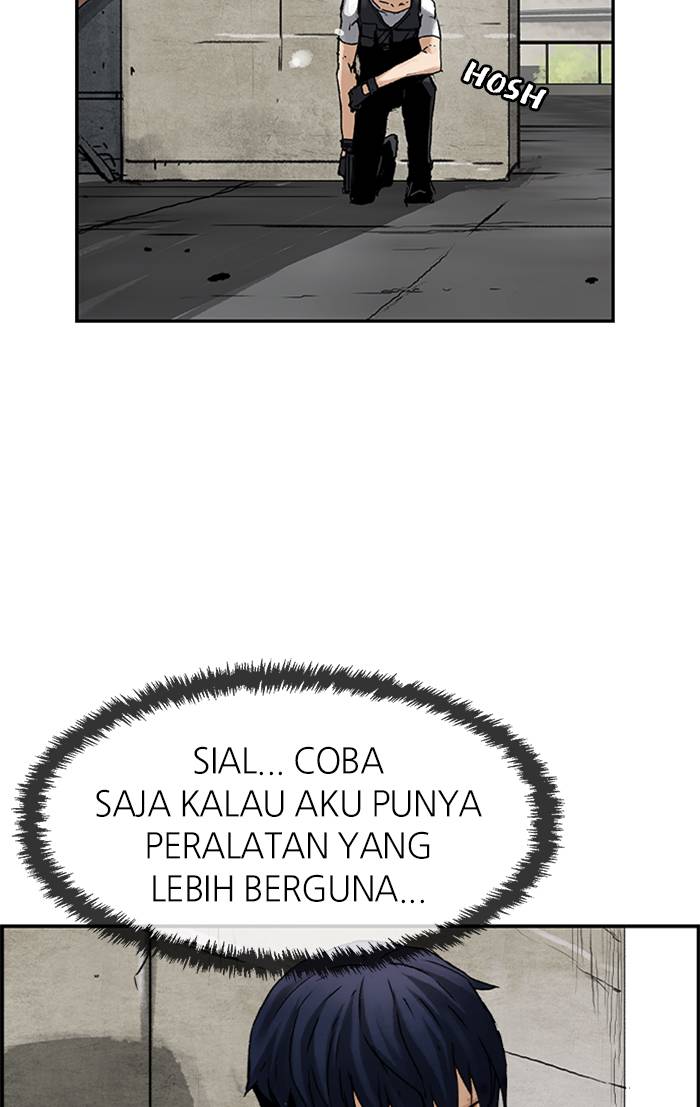 HOSH
SIAL... COBA
SAJA KALAU AKU PUNYA
PERALATAN YANG
LEBIH BERGUNA...